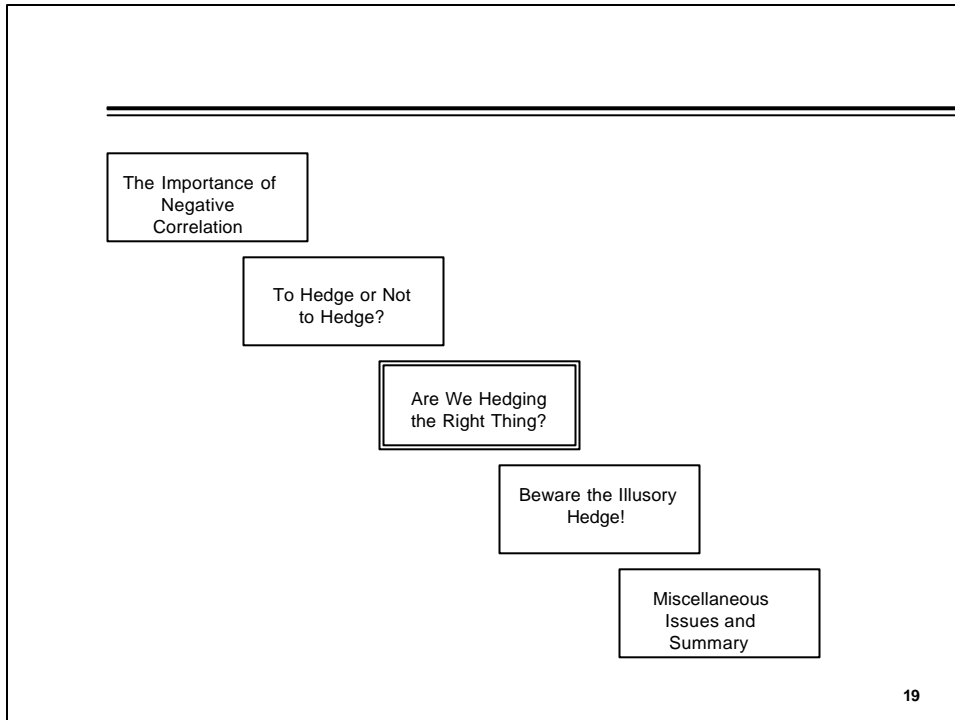 The Importance of
Negative
Correlation
To Hedge or Not
to Hedge?
Are We Hedging
the Right Thing?
Beware the Illusory
Hedge!
Miscellaneous
Issues and
Summary
19